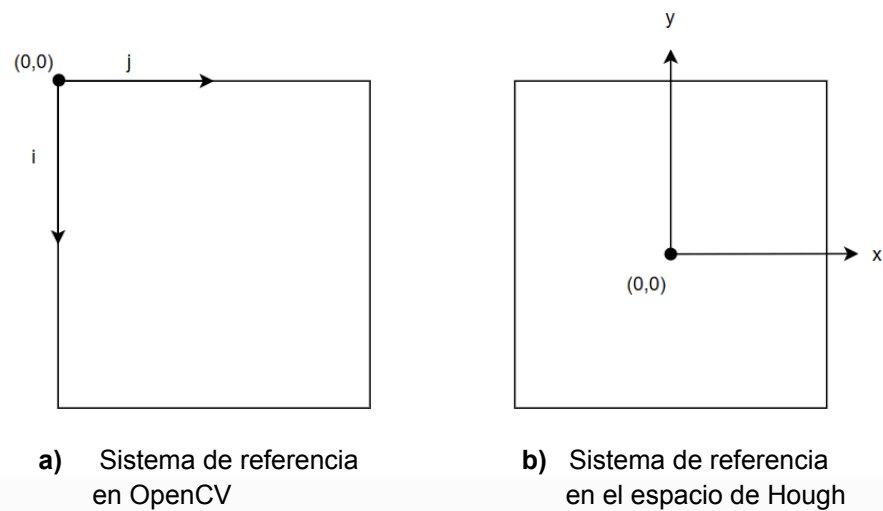 (0,0)
j
i
y
x
(0,0)
a) Sistema de referencia
en OpenCV
b) Sistema de referencia
en el espacio de Hough